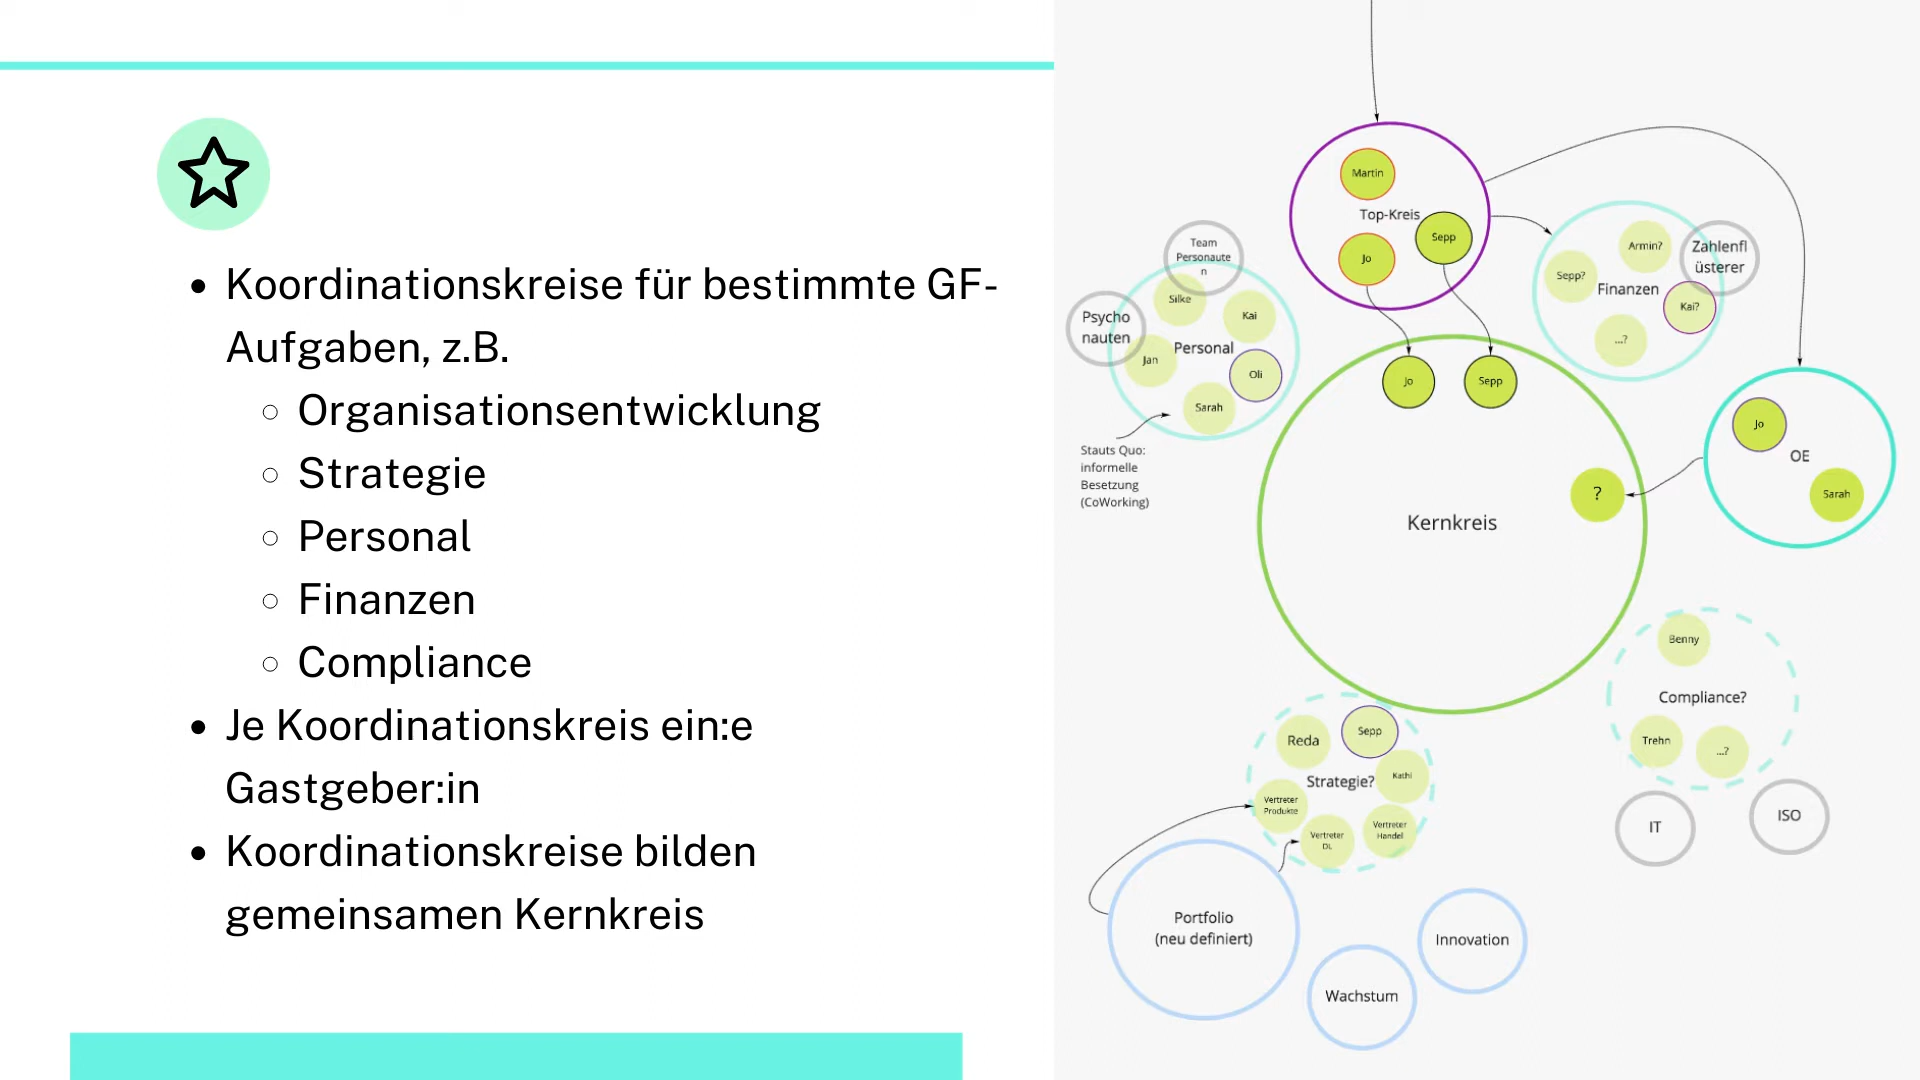 Koordinationskreise für bestimmte GF-
Aufgaben, z.B.
Organisationsentwicklung
Strategie
Personal
Finanzen
Compliance
Je Koordinationskreis ein:e
Gastgeber:in
Koordinationskreise bilden
gemeinsamen Kernkreis
Martin
Top-Kreis
Sepp
Jo
Team
Personaute
n
Psycho
nauten
Silke
Kai
Personal
Jan
Oli
Sarah
Stauts Quo:
informelle
Besetzung
(CoWorking)
Armin?
Zahlenfl
üsterer
Sepp?
Finanzen
Kai?
...?
Jo
Sepp
Kernkreis
?
Jo
OE
Sarah
Benny
Compliance?
Trehn
...?
IT
ISO
Reda
Sepp
Strategie?
Kathi
Vertreter
Produkte
Vertreter
DL
Vertreter
Handel
Portfolio
(neu definiert)
Wachstum
Innovation